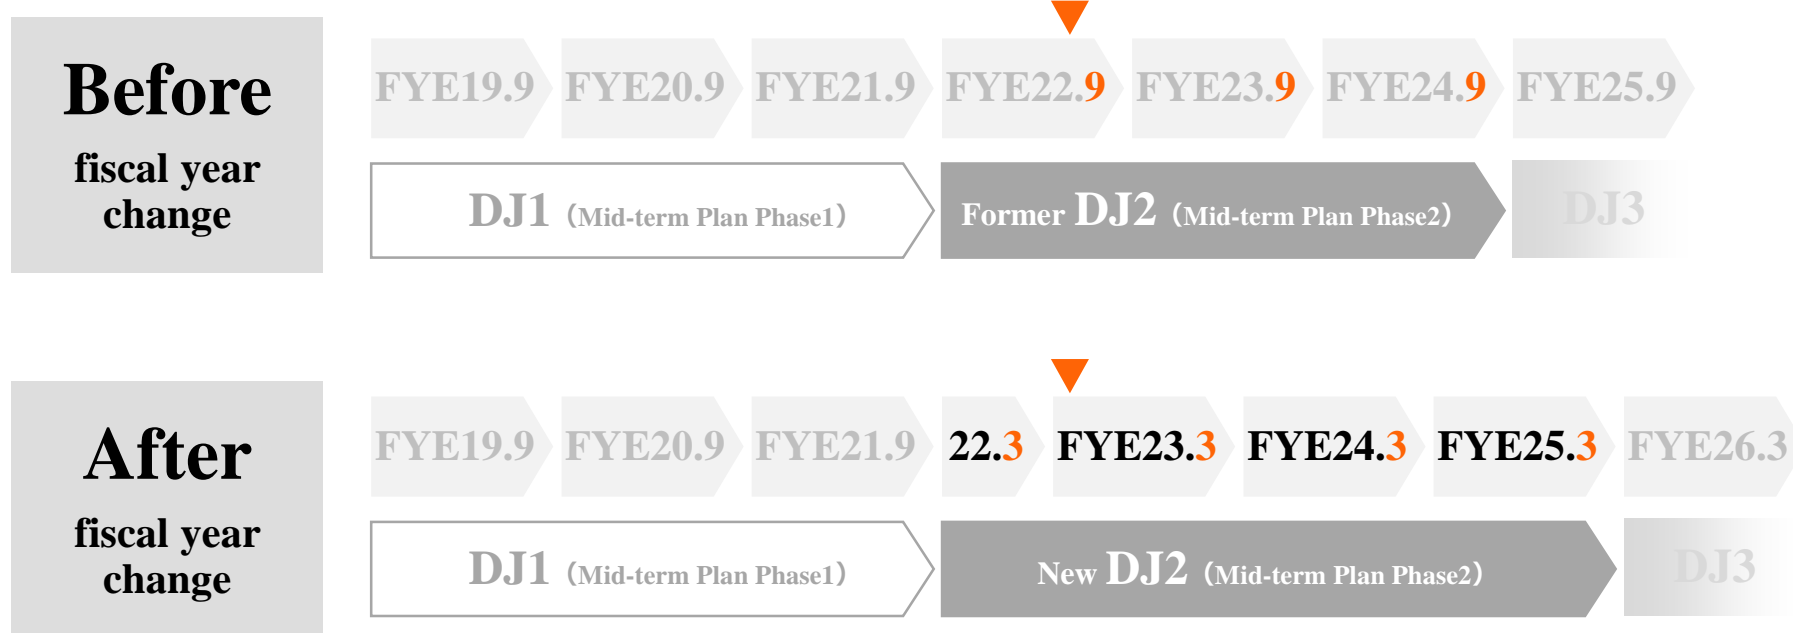 Before
fiscal year
change
FYE19.9 FYE20.9 FYE21.9 FYE22.9 FYE23.9 FYE24.9 FYE25.9
DJ1（Mid-term Plan Phase1） Former DJ2（Mid-term Plan Phase2） DJ3
After
fiscal year
change
FYE19.9 FYE20.9 FYE21.9 22.3 FYE23.3 FYE24.3 FYE25.3 FYE26.3
DJ1（Mid-term Plan Phase1） New DJ2（Mid-term Plan Phase2） DJ3